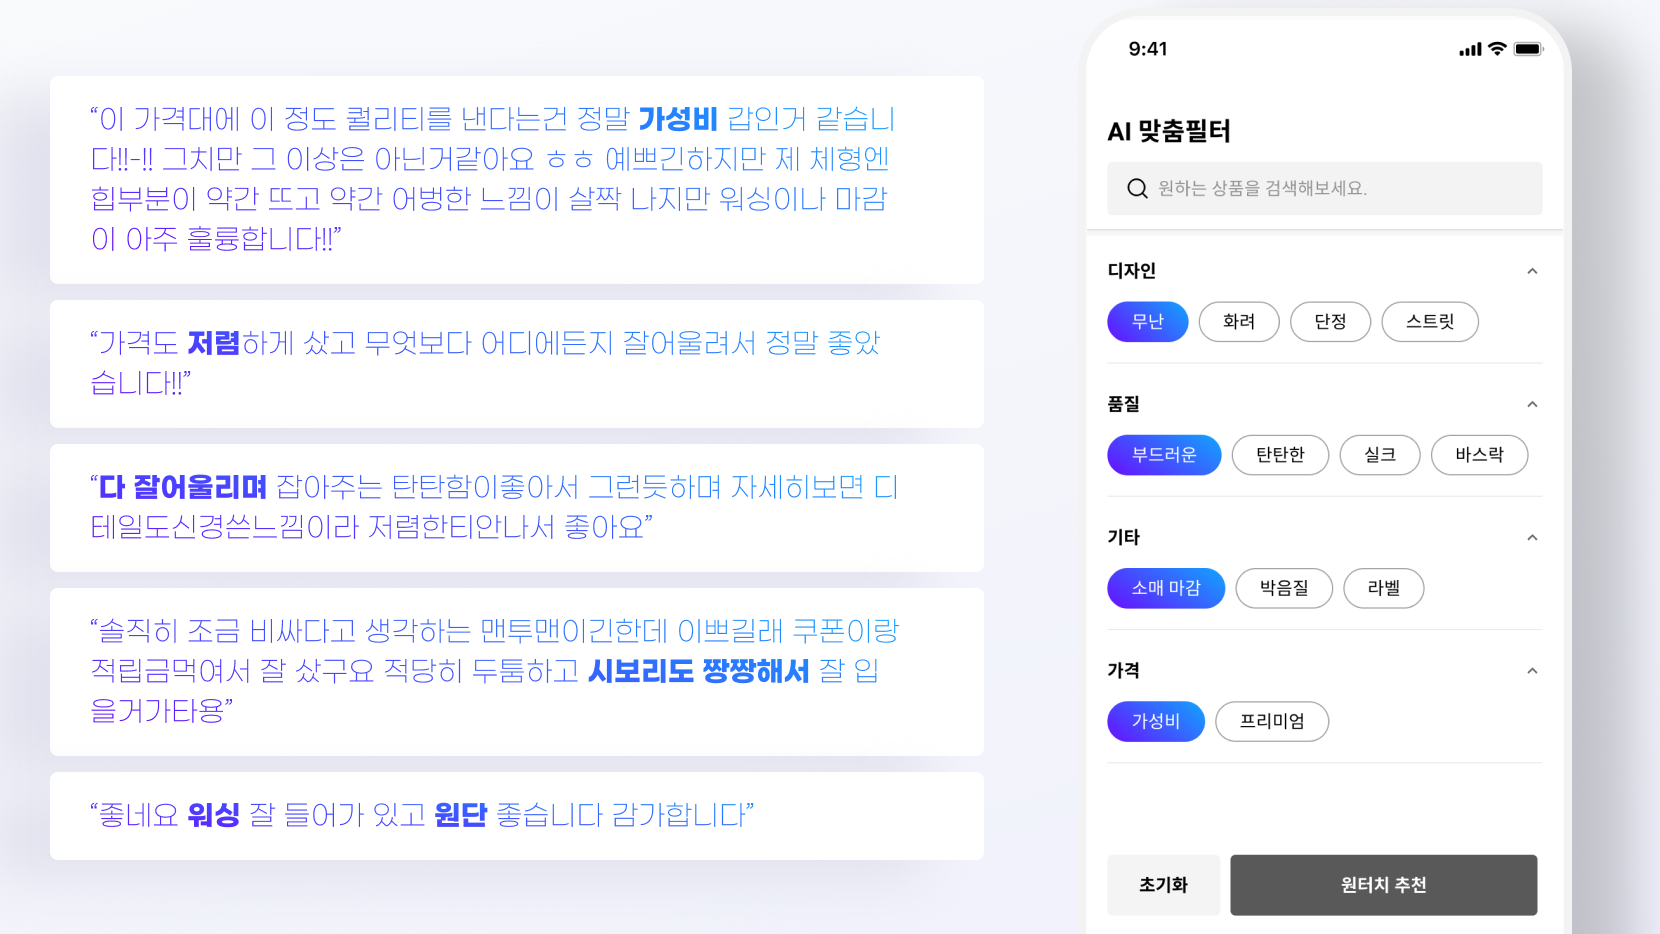 “이 가격대에 이 정도 퀄리티를 낸다는건 정말 가성비 갑인거 같습니
다!!-!! 그치만 그 이상은 아닌거같아요 ㅎㅎ 예쁘긴하지만 제 체형엔
힙부분이 약간 뜨고 약간 어벙한 느낌이 살짝 나지만 워싱이나 마감
이 아주 훌륭합니다!!”
“가격도 저렴하게 샀고 무엇보다 어디에든지 잘어울려서 정말 좋았
습니다!!”
“다 잘어울리며 잡아주는 탄탄함이좋아서 그런듯하며 자세히보면 디
테일도신경쓴느낌이라 저렴한티안나서 좋아요”
“솔직히 조금 비싸다고 생각하는 맨투맨이긴한데 이쁘길래 쿠폰이랑
적립금먹여서 잘 샀구요 적당히 두툼하고 시보리도 짱짱해서 잘 입
을거가타용”
“좋네요 워싱 잘 들어가 있고 원단 좋습니다 감가합니다”
9:41
AI 맞춤필터
원하는 상품을 검색해보세요.
디자인
무난 화려 단정 스트릿
품질
부드러운 탄탄한 실크 바스락
기타
소매 마감 박음질 라벨
가격
가성비 프리미엄
초기화 원터치 추천